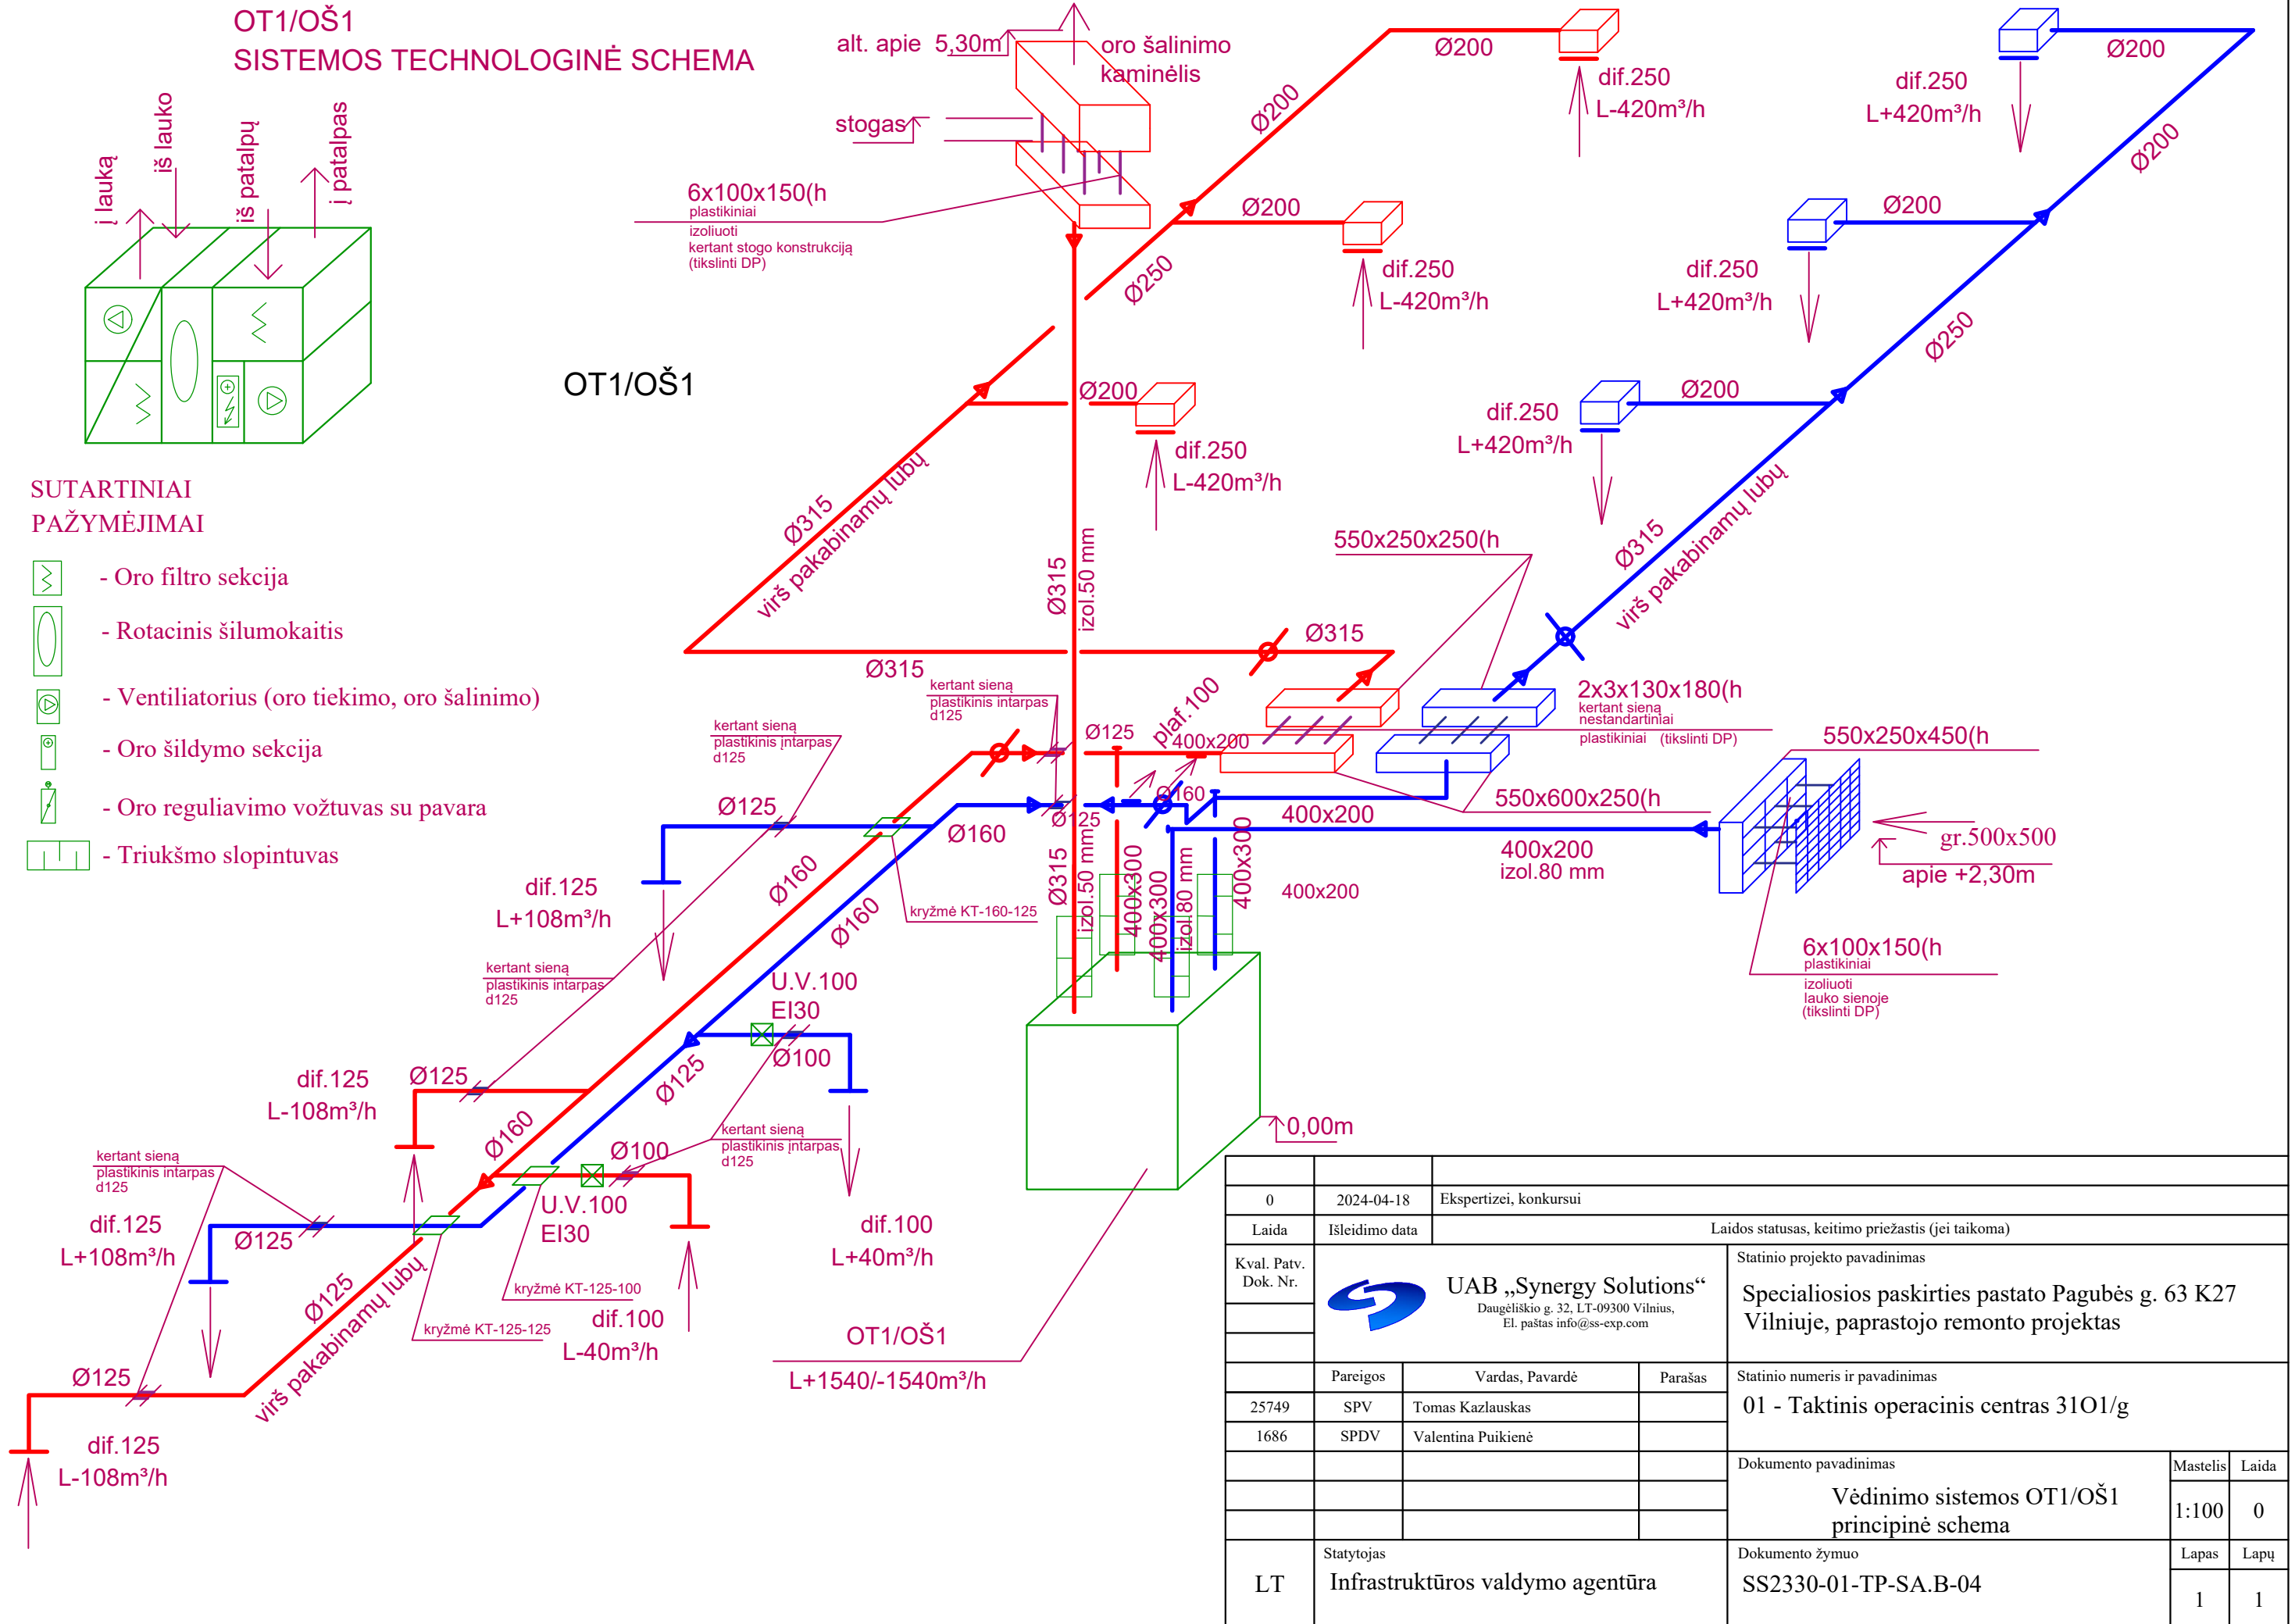 OT1/OŠ1
SISTEMOS TECHNOLOGINĖ SCHEMA
į lauką
iš lauko
iš patalpų
į patalpas
alt. apie 5,30m
oro šalinimo
kaminėlis
stogas
6x100x150(h
plastikiniai
izoliuoti
kertant stogo konstrukciją
(tikslinti DP)
OT1/OŠ1
Ø200
dif.250
L-420m³/h
Ø200
Ø200
dif.250
L-420m³/h
Ø250
Ø200
dif.250
L-420m³/h
Ø315
virš pakabinamų lubų
Ø315
izol.50 mm
Ø315
Ø315
Ø200
dif.250
L+420m³/h
Ø200
Ø200
dif.250
L+420m³/h
Ø250
Ø200
dif.250
L+420m³/h
Ø315
virš pakabinamų lubų
550x250x250(h
2x3x130x180(h
kertant sieną
nestandartiniai
plastikiniai (tikslinti DP)
550x250x450(h
550x600x250(h
gr.500x500
apie +2,30m
400x200
izol.80 mm
400x200
400x200
400x200
6x100x150(h
plastikiniai
izoliuoti
lauko sienoje
(tikslinti DP)
SUTARTINIAI
PAŽYMĖJIMAI
- Oro filtro sekcija
- Rotacinis šilumokaitis
- Ventiliatorius (oro tiekimo, oro šalinimo)
- Oro šildymo sekcija
- Oro reguliavimo vožtuvas su pavara
- Triukšmo slopintuvas
kertant sieną
plastikinis intarpas
d125
kertant sieną
plastikinis intarpas
d125
Ø125
plaf.100
Ø160
Ø125
Ø125
Ø160
Ø315
izol.50 mm
400x300
400x300
izol.80 mm
400x300
dif.125
L+108m³/h
Ø160
Ø160
kryžmė KT-160-125
kertant sieną
plastikinis intarpas
d125
U.V.100
EI30
Ø100
Ø125
dif.125
L-108m³/h
Ø125
Ø160
kertant sieną
plastikinis intarpas
d125
Ø100
kertant sieną
plastikinis intarpas
d125
U.V.100
EI30
dif.125
L+108m³/h
Ø125
Ø125
virš pakabinamų lubų
dif.100
L+40m³/h
kryžmė KT-125-100
kryžmė KT-125-125
dif.100
L-40m³/h
Ø125
dif.125
L-108m³/h
0,00m
OT1/OŠ1
L+1540/-1540m³/h
0 2024-04-18 Ekspertizei, konkursui
Laida Išleidimo data Laidos statusas, keitimo priežastis (jei taikoma)
Kval. Patv.
Dok. Nr.
UAB „Synergy Solutions“
Daugėliškio g. 32, LT-09300 Vilnius,
El. paštas info@ss-exp.com
Statinio projekto pavadinimas
Specialiosios paskirties pastato Pagubės g. 63 K27
Vilniuje, paprastojo remonto projektas
Pareigos Vardas, Pavardė Parašas
25749 SPV Tomas Kazlauskas
1686 SPDV Valentina Puikienė
Statinio numeris ir pavadinimas
01 - Taktinis operacinis centras 31O1/g
Dokumento pavadinimas
Vėdinimo sistemos OT1/OŠ1
principinė schema
Mastelis Laida
1:100 0
LT
Statytojas
Infrastruktūros valdymo agentūra
Dokumento žymuo
SS2330-01-TP-SA.B-04
Lapas Lapų
1 1